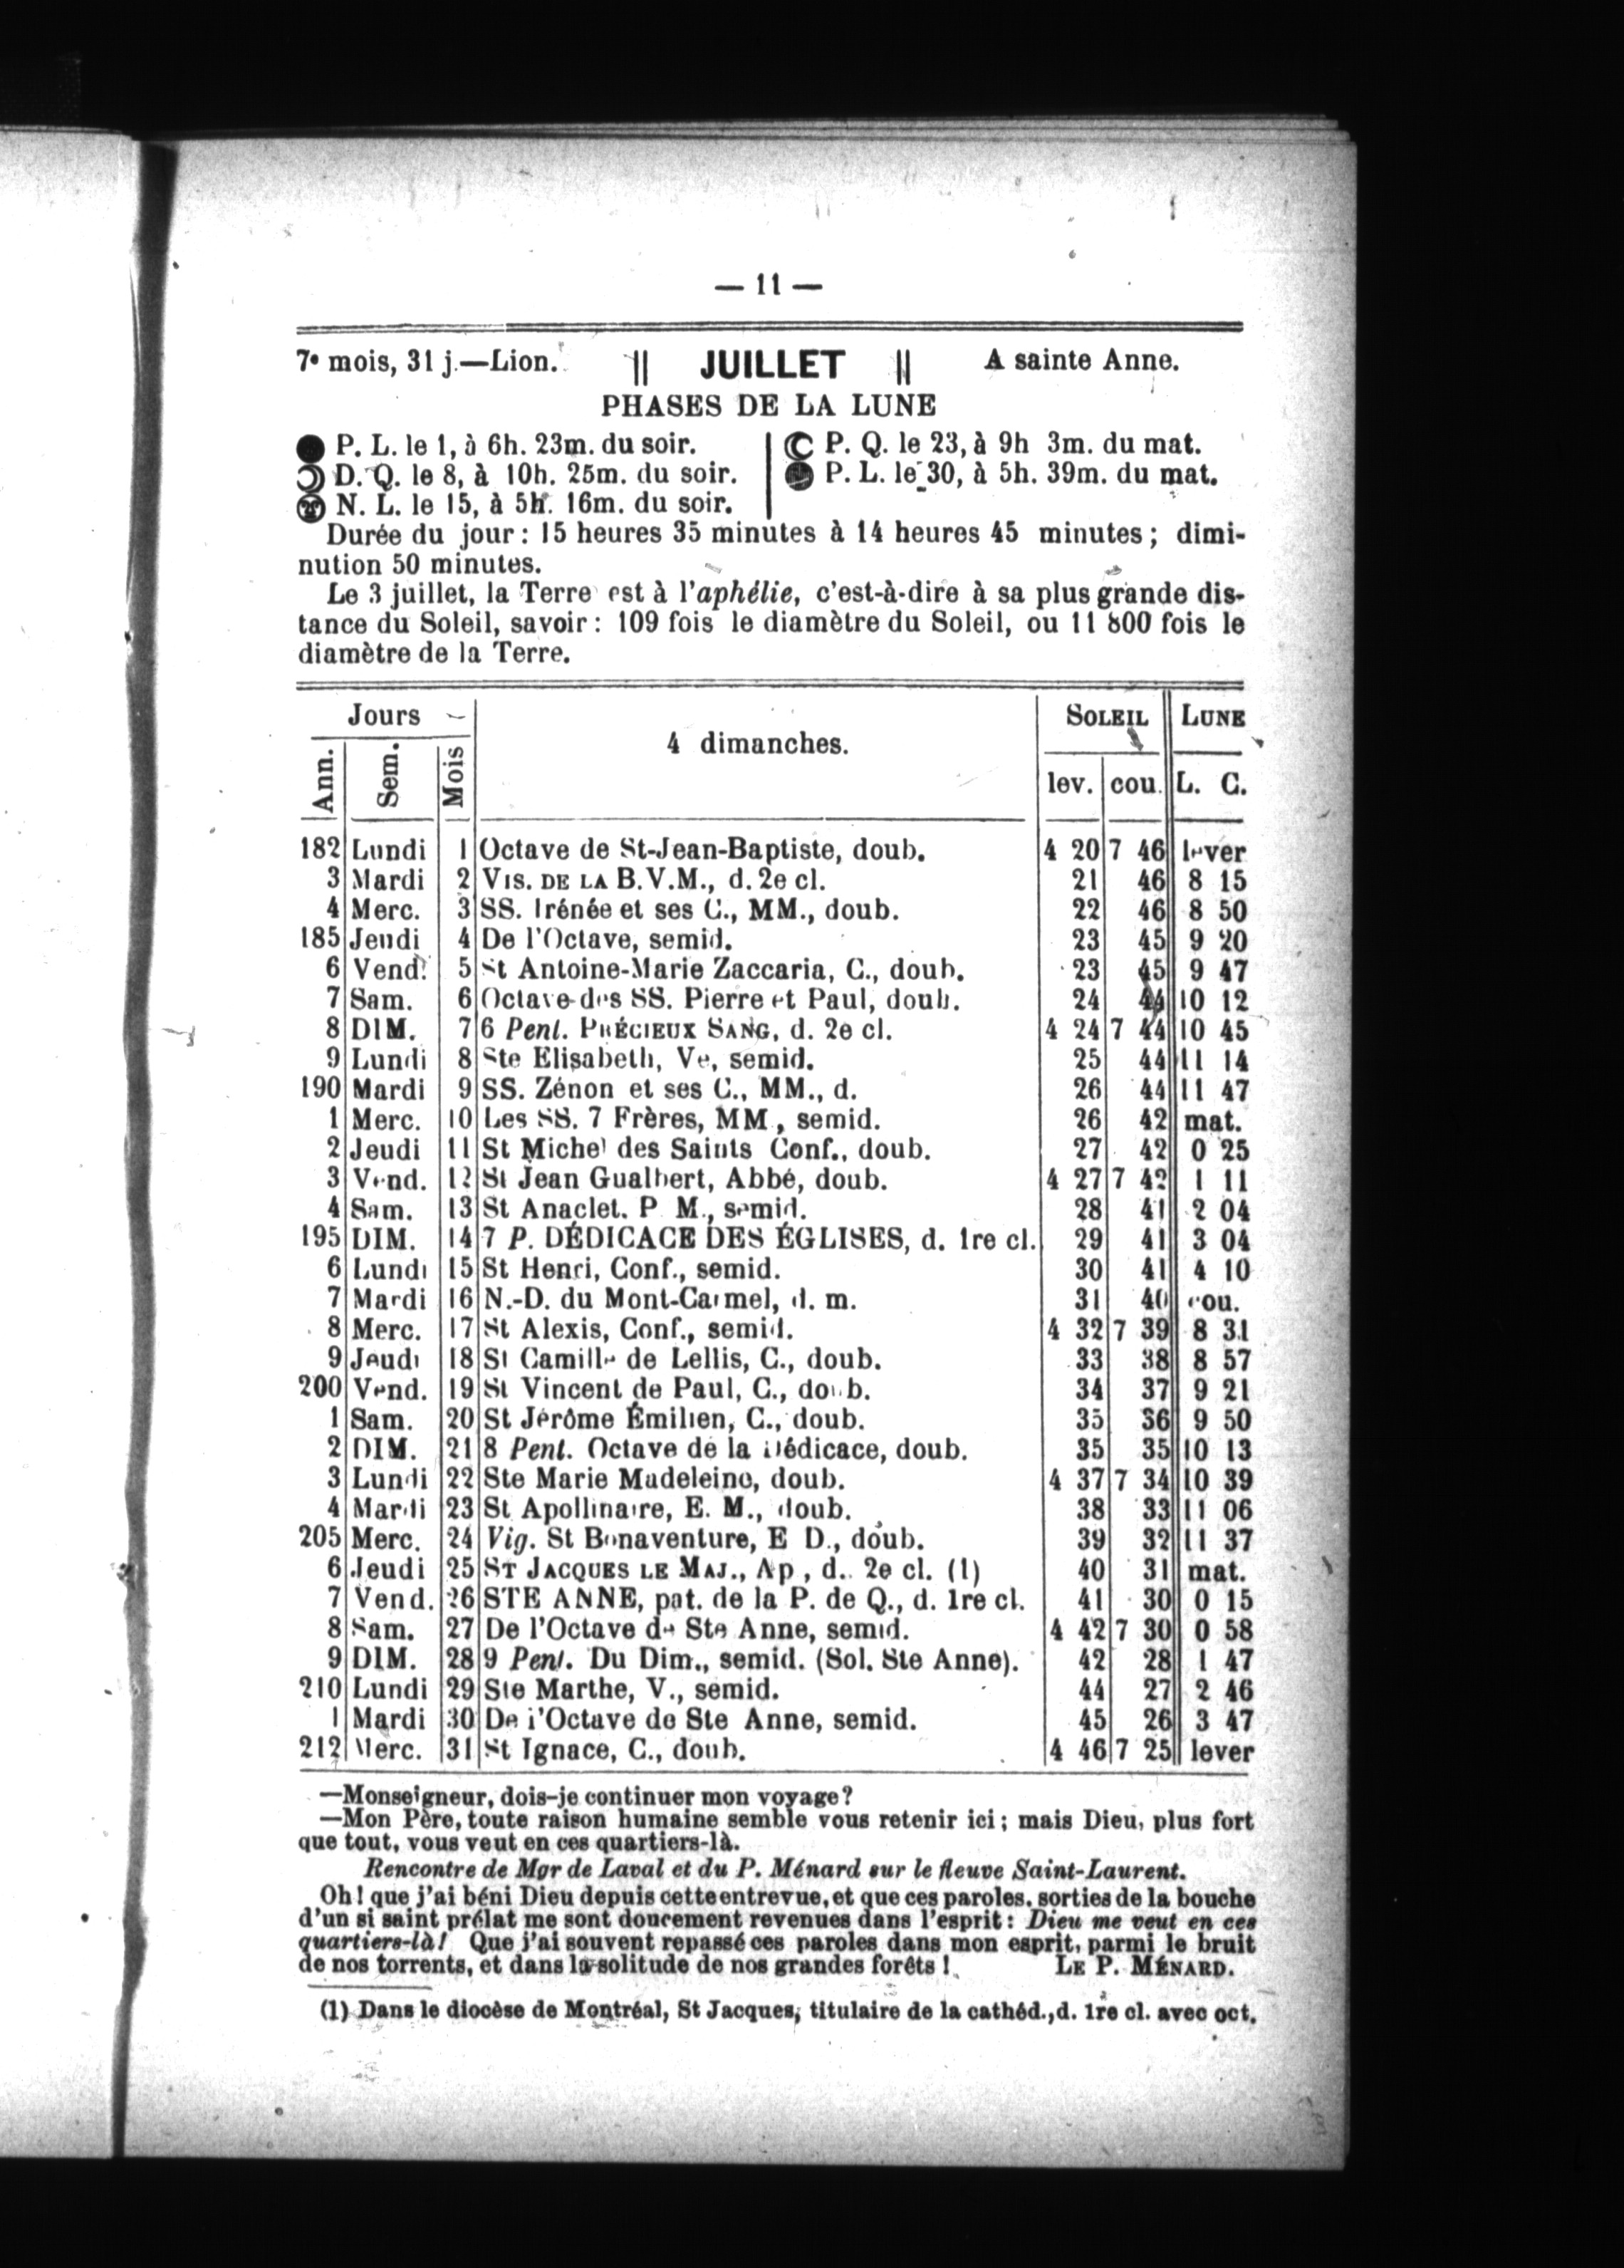 — 11 —
7e mois, 31 j.—Lion. || JUILLET || A sainte Anne.
PHASES DE LA LUNE
P. L. le 1, à 6h. 23m. du soir.
D. Q. le 8, à 10h. 25m. du soir.
N. L. le 15, à 5h. 16m. du soir.
P. Q. le 23, à 9h 3m. du mat.
P. L. le 30, à 5h. 39m. du mat.
Durée du jour : 15 heures 35 minutes à 14 heures 45 minutes ; dimi-
nution 50 minutes.
Le 3 juillet, la Terre est à l'aphélie, c'est-à-dire à sa plus grande dis-
tance du Soleil, savoir : 109 fois le diamètre du Soleil, ou 11 800 fois le
diamètre de la Terre.
Jours 4 dimanches. SOLEIL LUNE
Ann. Sem. Mois lev. cou. L. C.
182 Lundi 1 Octave de St-Jean-Baptiste, doub. 4 20 7 46 lever
3 Mardi 2 VIS. DE LA B.V.M., d. 2e cl. 21 46 8 15
4 Merc. 3 SS. Irénée et ses C., MM., doub. 22 46 8 50
185 Jeudi 4 De l'Octave, semid. 23 45 9 20
6 Vend. 5 St Antoine-Marie Zaccaria, C., doub. 23 45 9 47
7 Sam. 6 Octave des SS. Pierre et Paul, doub. 24 44 10 12
8 DIM. 7 6 Pent. PRÉCIEUX SANG, d. 2e cl. 4 24 7 44 10 45
9 Lundi 8 Ste Elisabeth, Ve, semid. 25 44 11 14
190 Mardi 9 SS. Zénon et ses C., MM., d. 26 44 11 47
1 Merc. 10 Les SS. 7 Frères, MM., semid. 26 42 mat.
2 Jeudi 11 St Michel des Saints Conf., doub. 27 42 0 25
3 Vend. 12 St Jean Gualbert, Abbé, doub. 4 27 7 42 1 11
4 Sam. 13 St Anaclet. P M., semid. 28 41 2 04
195 DIM. 14 7 P. DÉDICACE DES ÉGLISES, d. 1re cl. 29 41 3 04
6 Lundi 15 St Henri, Conf., semid. 30 41 4 10
7 Mardi 16 N.-D. du Mont-Carmel, d. m. 31 40 cou.
8 Merc. 17 St Alexis, Conf., semid. 4 32 7 39 8 31
9 Jeudi 18 St Camille de Lellis, C., doub. 33 38 8 57
200 Vend. 19 St Vincent de Paul, C., doub. 34 37 9 21
1 Sam. 20 St Jérôme Émilien, C., doub. 35 36 9 50
2 DIM. 21 8 Pent. Octave de la Dédicace, doub. 35 35 10 13
3 Lundi 22 Ste Marie Madeleine, doub. 4 37 7 34 10 39
4 Mardi 23 St Apollinaire, E. M., doub. 38 33 11 06
205 Merc. 24 Vig. St Bonaventure, E D., doub. 39 32 11 37
6 Jeudi 25 ST JACQUES LE MAJ., Ap , d. 2e cl. (1) 40 31 mat.
7 Vend. 26 STE ANNE, pat. de la P. de Q., d. 1re cl. 41 30 0 15
8 Sam. 27 De l'Octave de Ste Anne, semid. 4 42 7 30 0 58
9 DIM. 28 9 Pent. Du Dim., semid. (Sol. Ste Anne). 42 28 1 47
210 Lundi 29 Ste Marthe, V., semid. 44 27 2 46
1 Mardi 30 De l'Octave de Ste Anne, semid. 45 26 3 47
212 Merc. 31 St Ignace, C., doub. 4 46 7 25 lever
—Monseigneur, dois-je continuer mon voyage ?
—Mon Père, toute raison humaine semble vous retenir ici ; mais Dieu, plus fort
que tout, vous veut en ces quartiers-là.
Rencontre de Mgr de Laval et du P. Ménard sur le fleuve Saint-Laurent.
Oh ! que j'ai béni Dieu depuis cette entrevue, et que ces paroles, sorties de la bouche
d'un si saint prélat me sont doucement revenues dans l'esprit : Dieu me veut en ces
quartiers-là ! Que j'ai souvent repassé ces paroles dans mon esprit, parmi le bruit
de nos torrents, et dans la solitude de nos grandes forêts ! LE P. MÉNARD.
(1) Dans le diocèse de Montréal, St Jacques, titulaire de la cathéd., d. 1re cl. avec oct.